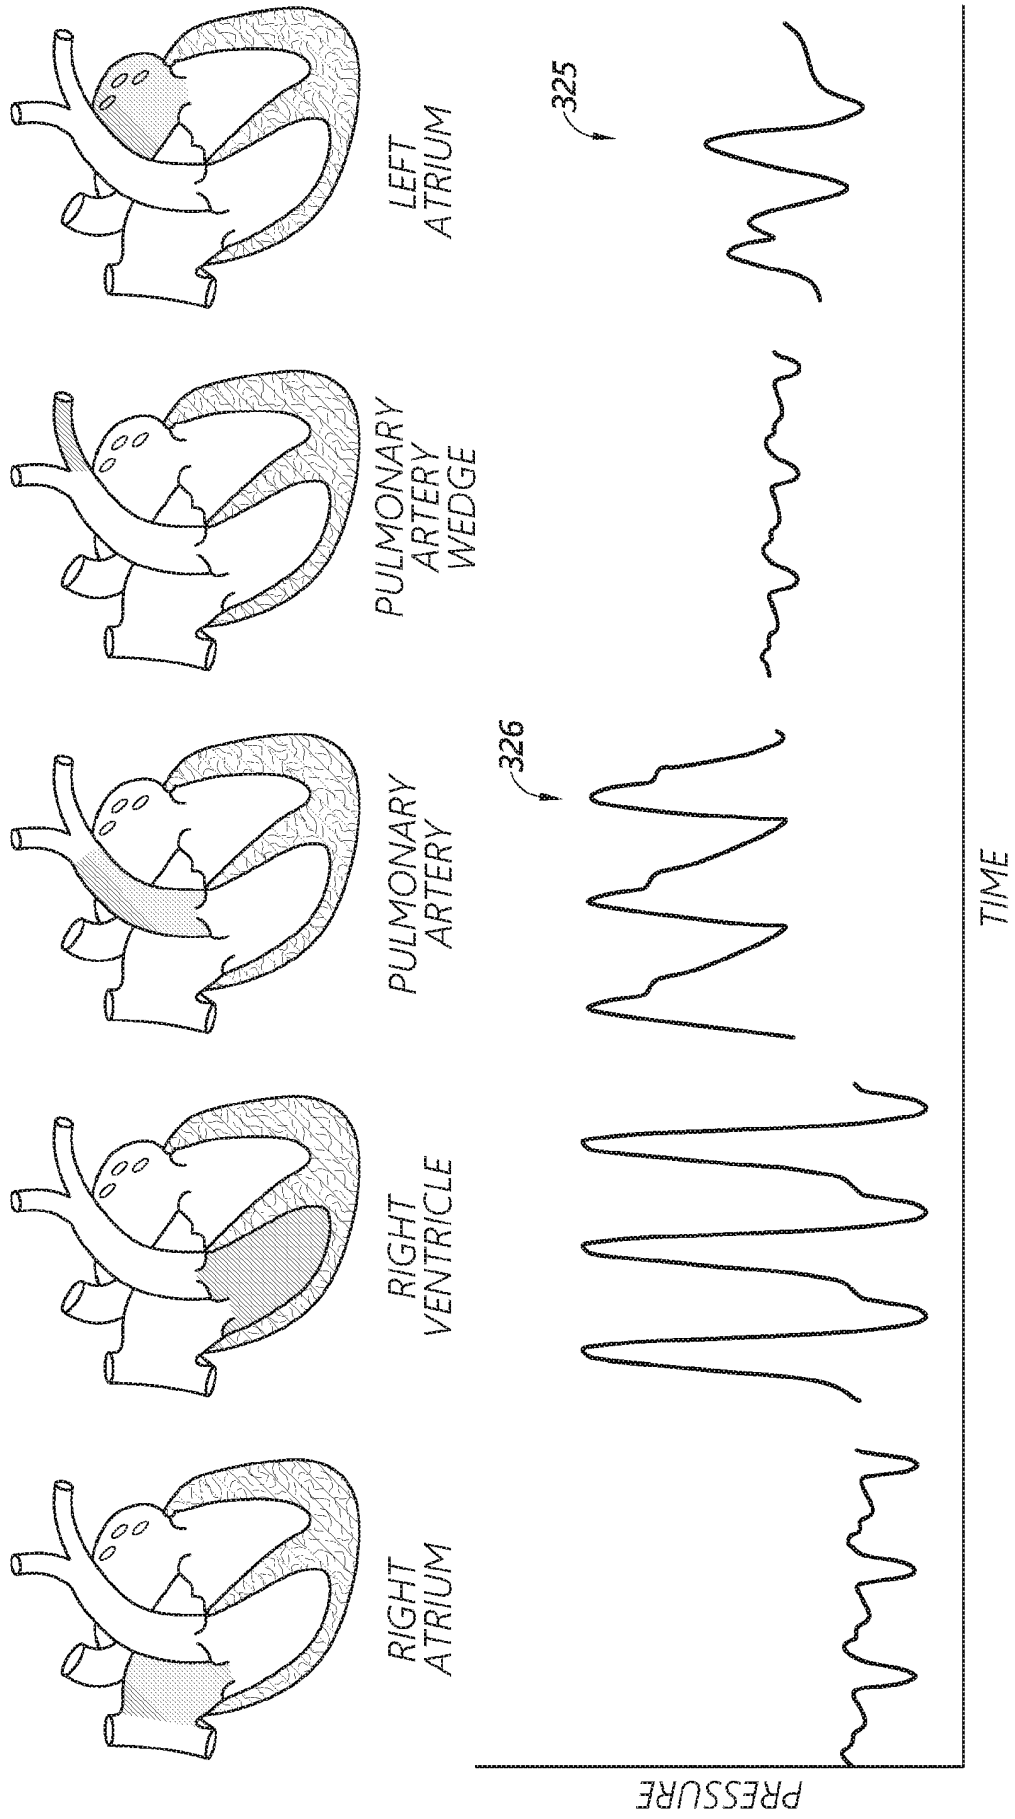 RIGHT
ATRIUM
RIGHT
VENTRICLE
PULMONARY
ARTERY
PULMONARY
ARTERY
WEDGE
LEFT
ATRIUM
326
325
PRESSURE
TIME